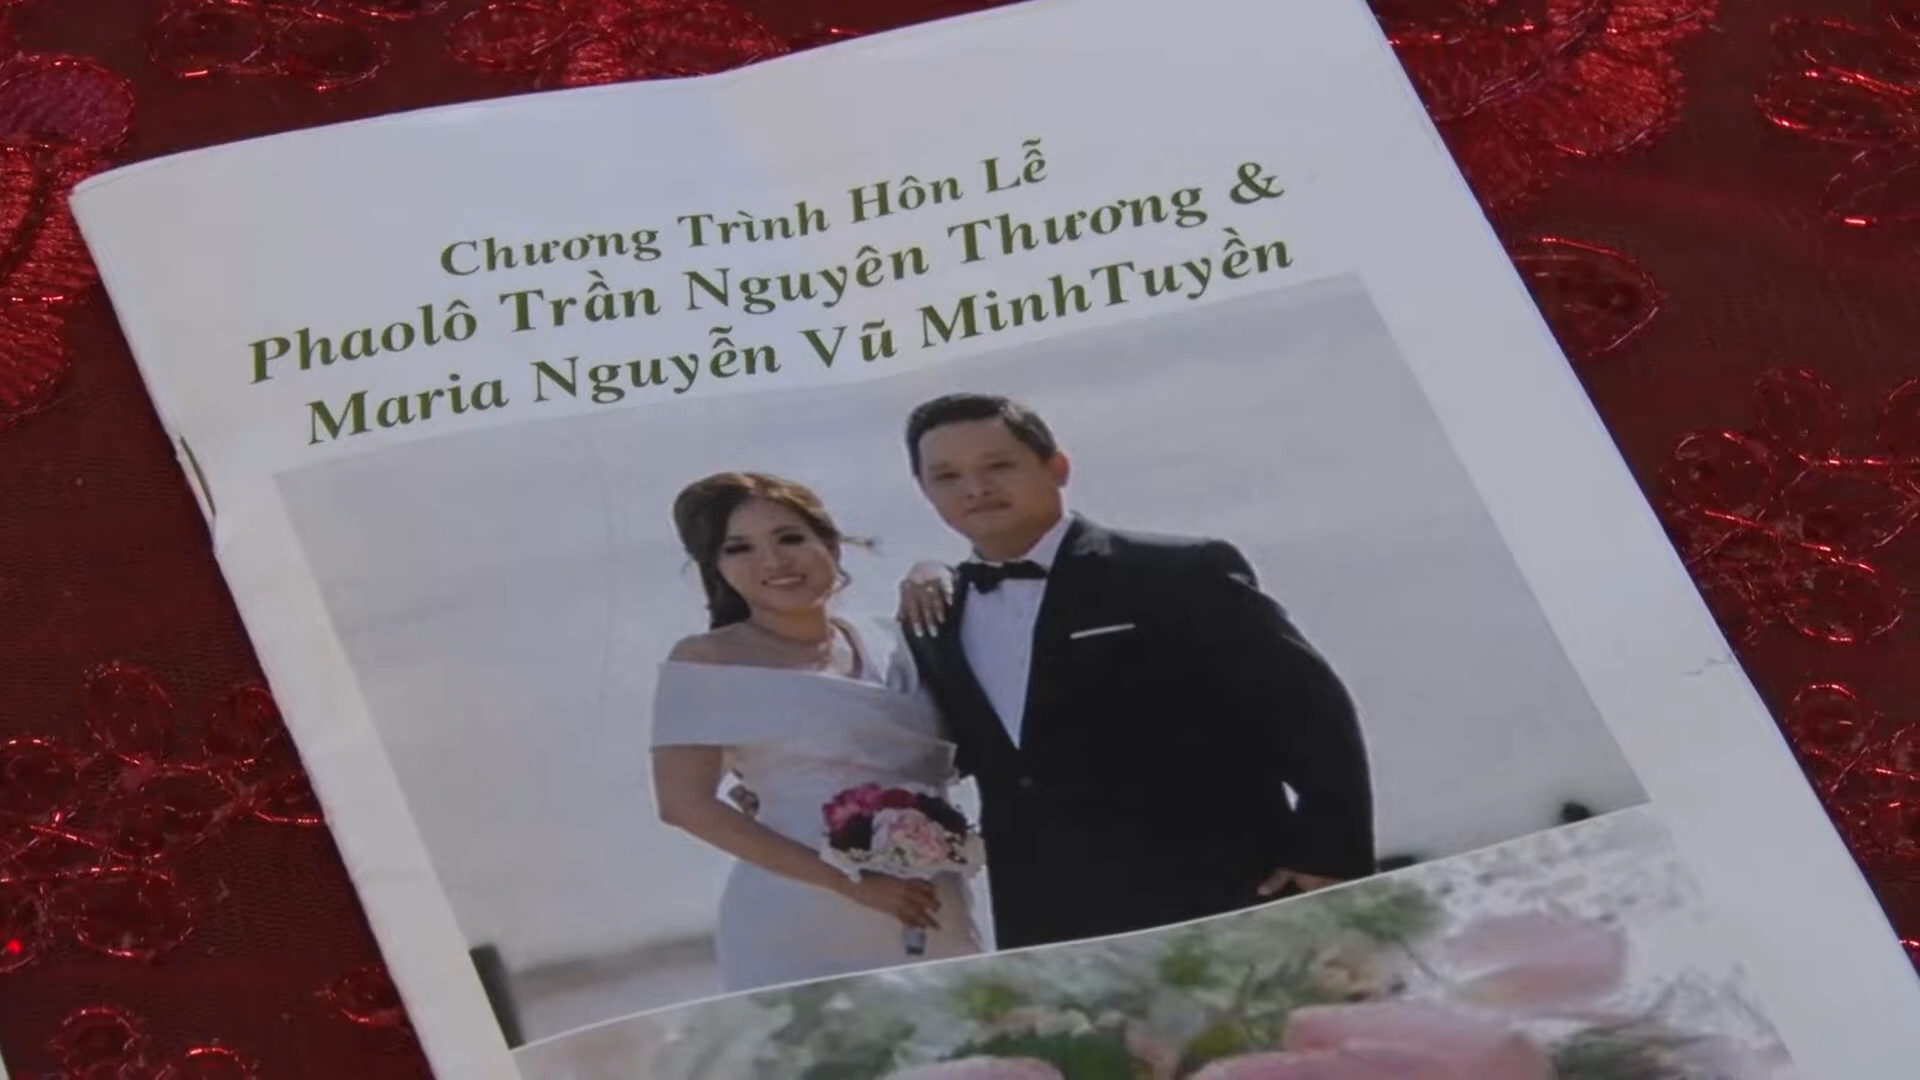 Chương Trình Hôn Lễ
Phaolô Trần Nguyên Thương &
Maria Nguyễn Vũ MinhTuyền